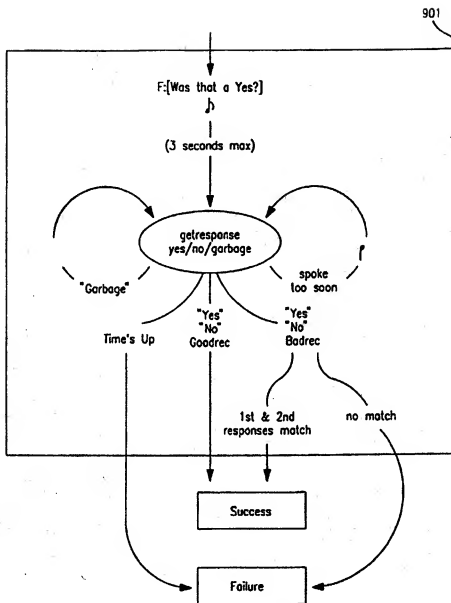 901
F:[Was that a Yes?]
(3 seconds max)
getresponse
yes/no/garbage
"Garbage"
spoke
too soon
Time's Up
"Yes"
"No"
Goodrec
"Yes"
"No"
Badrec
1st & 2nd
responses match
no match
Success
Failure